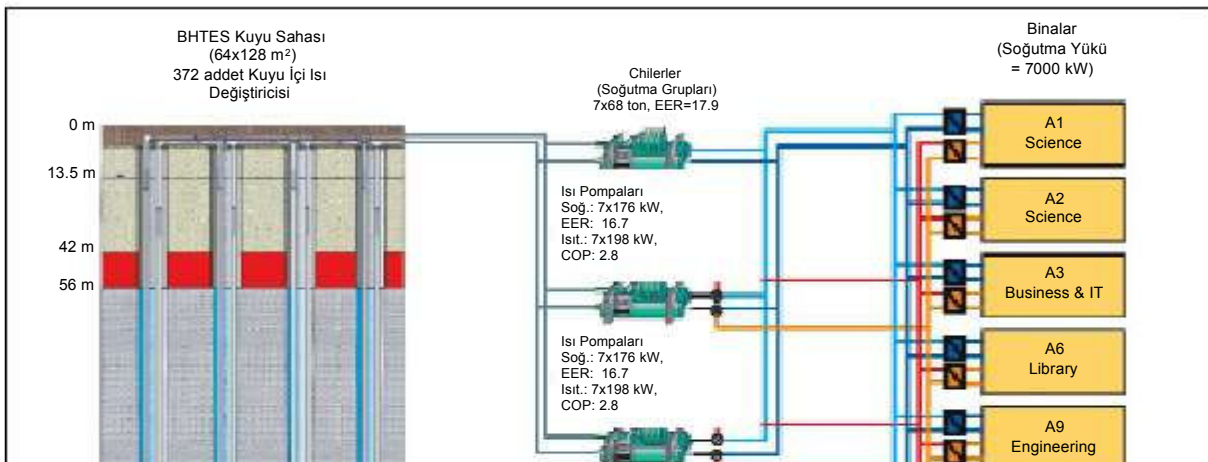 BHTES Kuyu Sahası
(64x128 m²)
372 addet Kuyu İçi Isı
Değiştiricisi
0 m
13.5 m
42 m
56 m
Chilerler
(Soğutma Grupları)
7x68 ton, EER=17.9
Isı Pompaları
Soğ.: 7x176 kW,
EER: 16.7
Isıt.: 7x198 kW,
COP: 2.8
Isı Pompaları
Soğ.: 7x176 kW,
EER: 16.7
Isıt.: 7x198 kW,
COP: 2.8
Binalar
(Soğutma Yükü
= 7000 kW)
A1
Science
A2
Science
A3
Business & IT
A6
Library
A9
Engineering